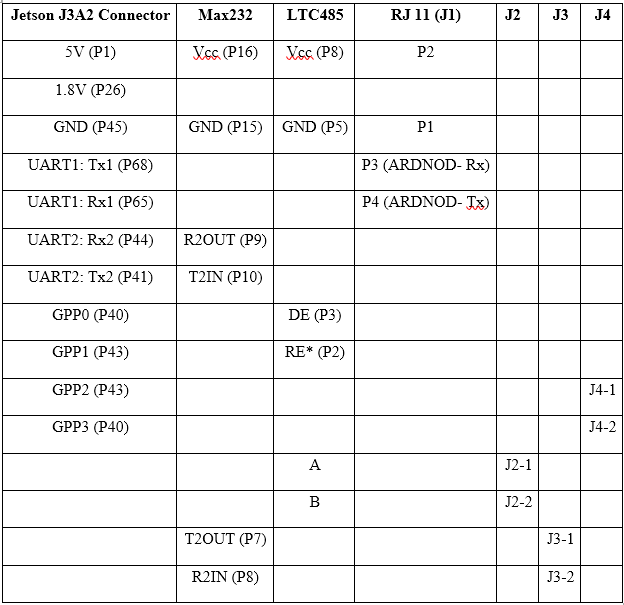 Jetson J3A2 Connector Max232 LTC485 RJ 11 (J1) J2 J3 J4
5V (P1) Vcc (P16) Vcc (P8) P2
1.8V (P26)
GND (P45) GND (P15) GND (P5) P1
UART1: Tx1 (P68) P3 (ARDNOD- Rx)
UART1: Rx1 (P65) P4 (ARDNOD- Tx)
UART2: Rx2 (P44) R2OUT (P9)
UART2: Tx2 (P41) T2IN (P10)
GPP0 (P40) DE (P3)
GPP1 (P43) RE* (P2)
GPP2 (P43) J4-1
GPP3 (P40) J4-2
A J2-1
B J2-2
T2OUT (P7) J3-1
R2IN (P8) J3-2